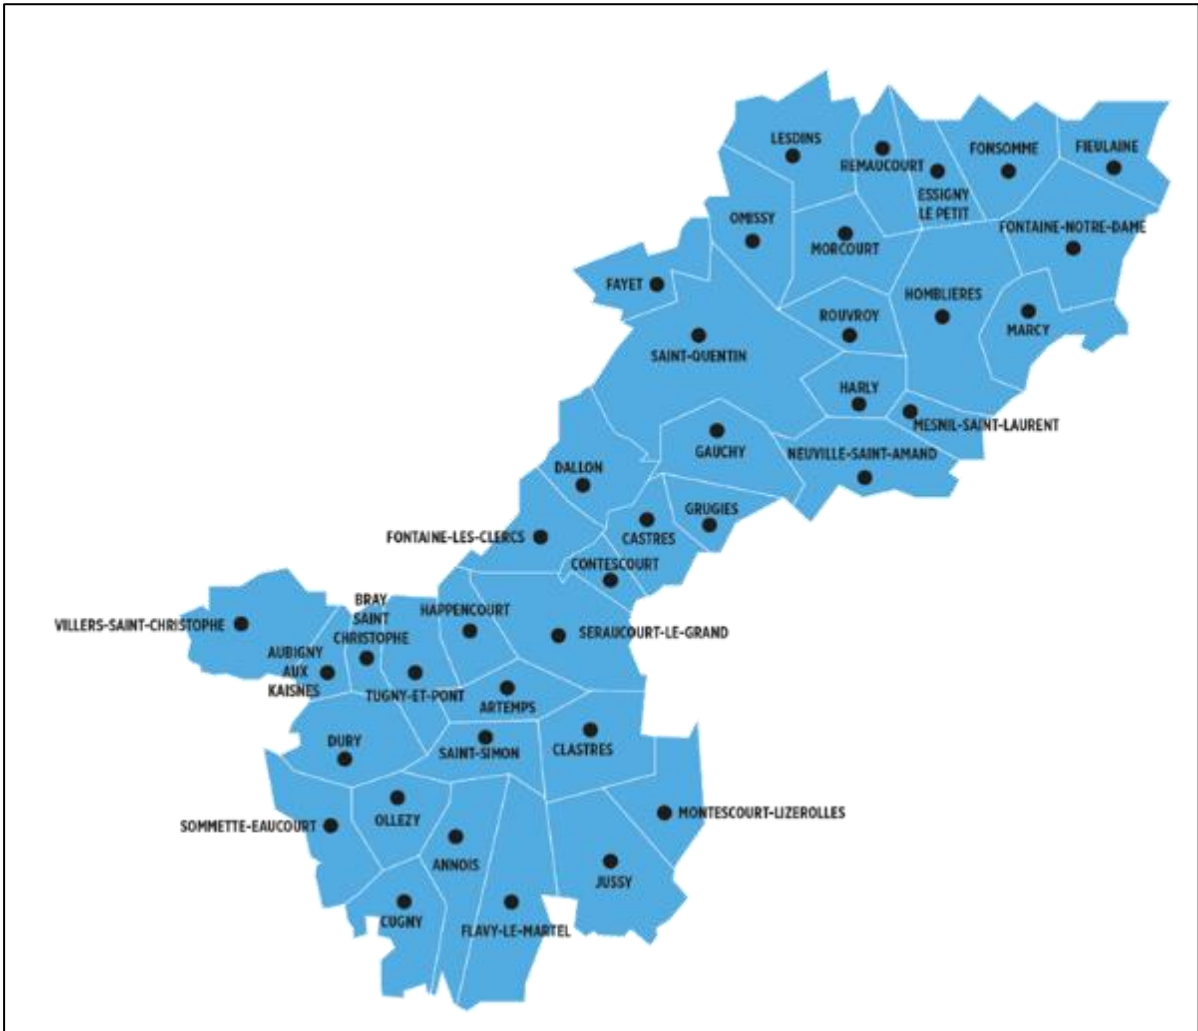 LESDINS
REMAUCOURT
FONSOMME
FIEULAINE
ESSIGNY
LE PETIT
OMISSY
FONTAINE-NOTRE-DAME
MORCOURT
FAYET
HOMBLIERES
ROUVROY
MARCY
SAINT-QUENTIN
HARLY
MESNIL-SAINT-LAURENT
GAUCHY
NEUVILLE-SAINT-AMAND
DALLON
GRUGIES
FONTAINE-LES-CLERCS
CASTRES
CONTESCOURT
BRAY
SAINT
CHRISTOPHE
HAPPENCOURT
VILLERS-SAINT-CHRISTOPHE
SERAUCOURT-LE-GRAND
AUBIGNY
AUX
KAISNES
TUGNY-ET-PONT
ARTEMPS
DURY
SAINT-SIMON
CLASTRES
MONTESCOURT-LIZEROLLES
OLLEZY
SOMMETTE-EAUCOURT
ANNOIS
JUSSY
CUGNY
FLAVY-LE-MARTEL